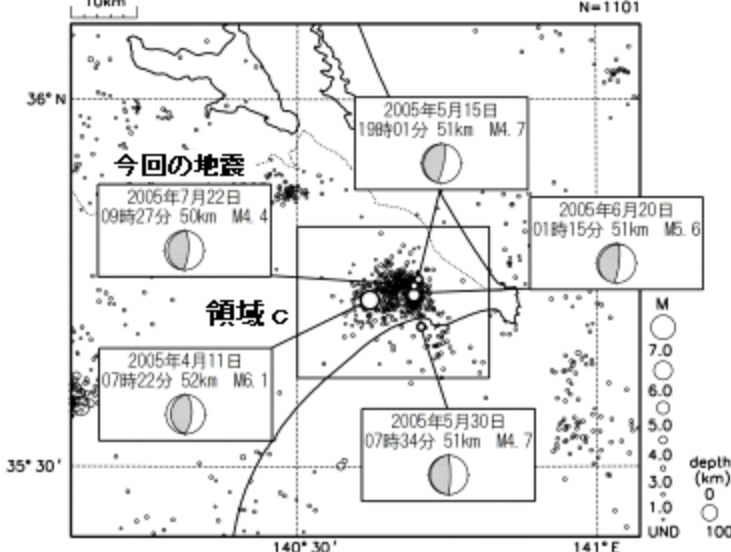 10km
N=1101
36° N
2005年5月15日
19時01分 51km M4.7
今回の地震
2005年7月22日
09時27分 50km M4.4
2005年6月20日
01時15分 51km M5.6
領域c
2005年4月11日
07時22分 52km M6.1
2005年5月30日
07時34分 51km M4.7
M
7.0
6.0
5.0
4.0
3.0
1.0
UND
depth
(km)
0
100
35° 30'
140° 30'
141° E